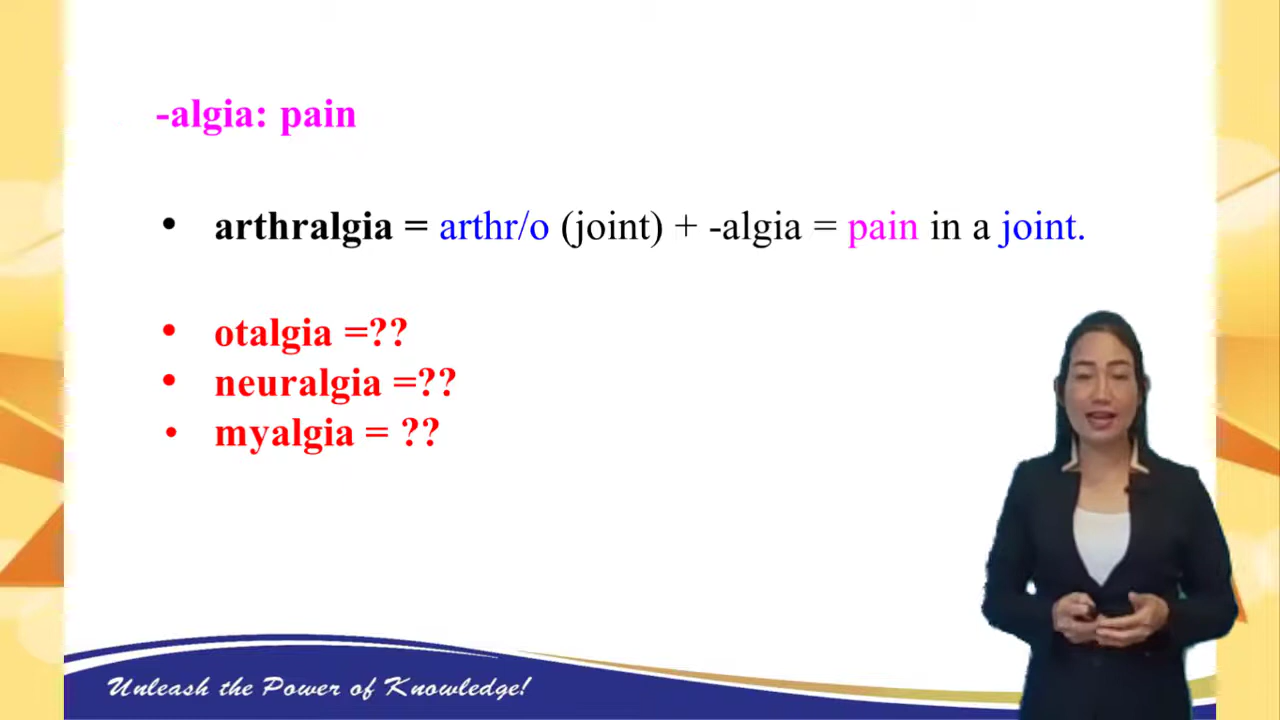 -algia: pain
• arthralgia = arthr/o (joint) + -algia = pain in a joint.
• otalgia =??
• neuralgia =??
• myalgia = ??
Unleash the Power of Knowledge!